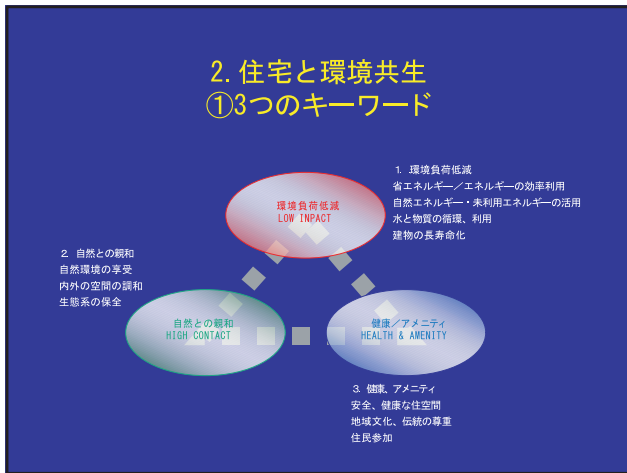 2. 住宅と環境共生
①3つのキーワード
1. 環境負荷低減
省エネルギー／エネルギーの効率利用
自然エネルギー・未利用エネルギーの活用
水と物質の循環、利用
建物の長寿命化
環境負荷低減
LOW INPACT
2. 自然との親和
自然環境の享受
内外の空間の調和
生態系の保全
自然との親和
HIGH CONTACT
健康／アメニティ
HEALTH & AMENITY
3. 健康、アメニティ
安全、健康な住空間
地域文化、伝統の尊重
住民参加